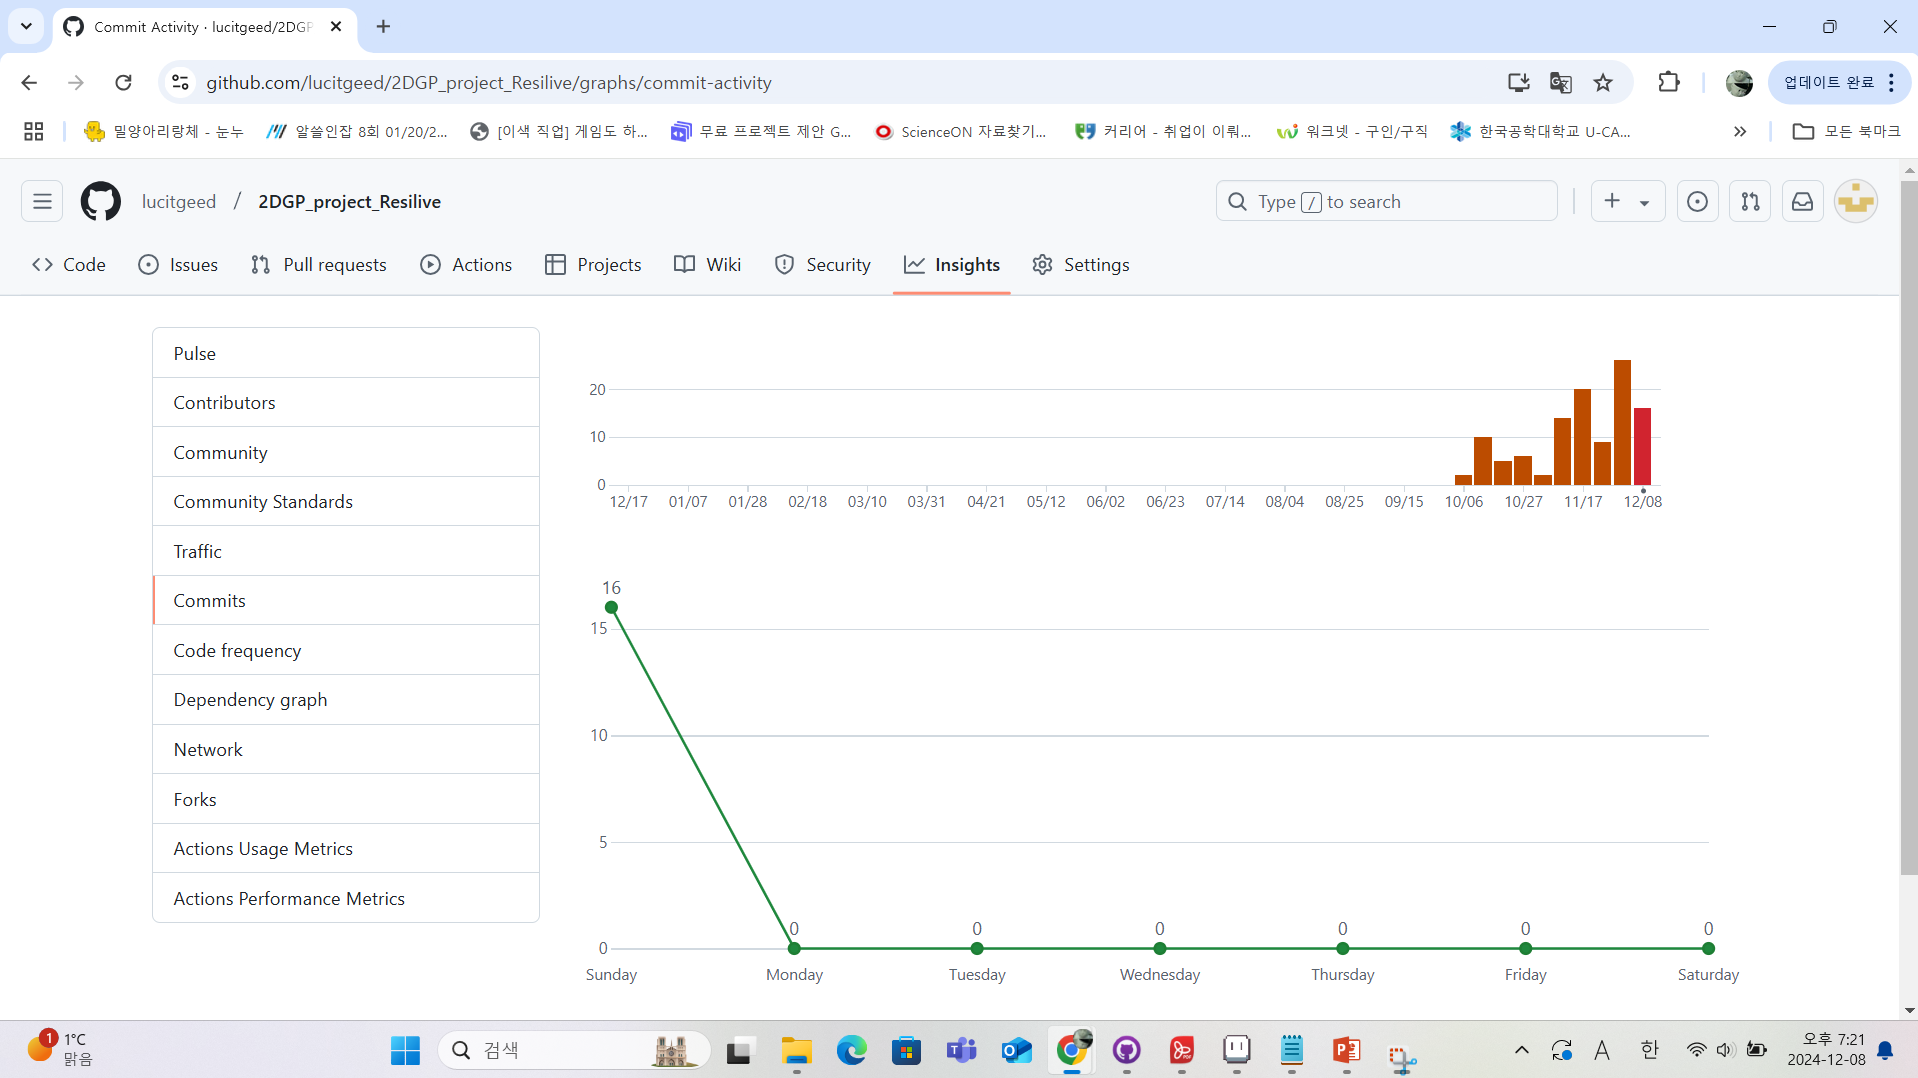 Commit Activity · lucitgeed/2DGP
github.com/lucitgeed/2DGP_project_Resilive/graphs/commit-activity
업데이트 완료
밀양아리랑체 - 눈누
알쓸인잡 8회 01/20/2...
[이색 직업] 게임도 하...
무료 프로젝트 제안 G...
ScienceON 자료찾기...
커리어 - 취업이 이뤄...
워크넷 - 구인/구직
한국공학대학교 U-CA...
모든 북마크
lucitgeed / 2DGP_project_Resilive
Type / to search
Code
Issues
Pull requests
Actions
Projects
Wiki
Security
Insights
Settings
Pulse
Contributors
Community
Community Standards
Traffic
Commits
Code frequency
Dependency graph
Network
Forks
Actions Usage Metrics
Actions Performance Metrics
20
10
0
12/17 01/07 01/28 02/18 03/10 03/31 04/21 05/12 06/02 06/23 07/14 08/04 08/25 09/15 10/06 10/27 11/17 12/08
16
15
10
5
0 0 0 0 0 0
0
Sunday Monday Tuesday Wednesday Thursday Friday Saturday
1
1°C
맑음
검색
A
한
오후 7:21
2024-12-08